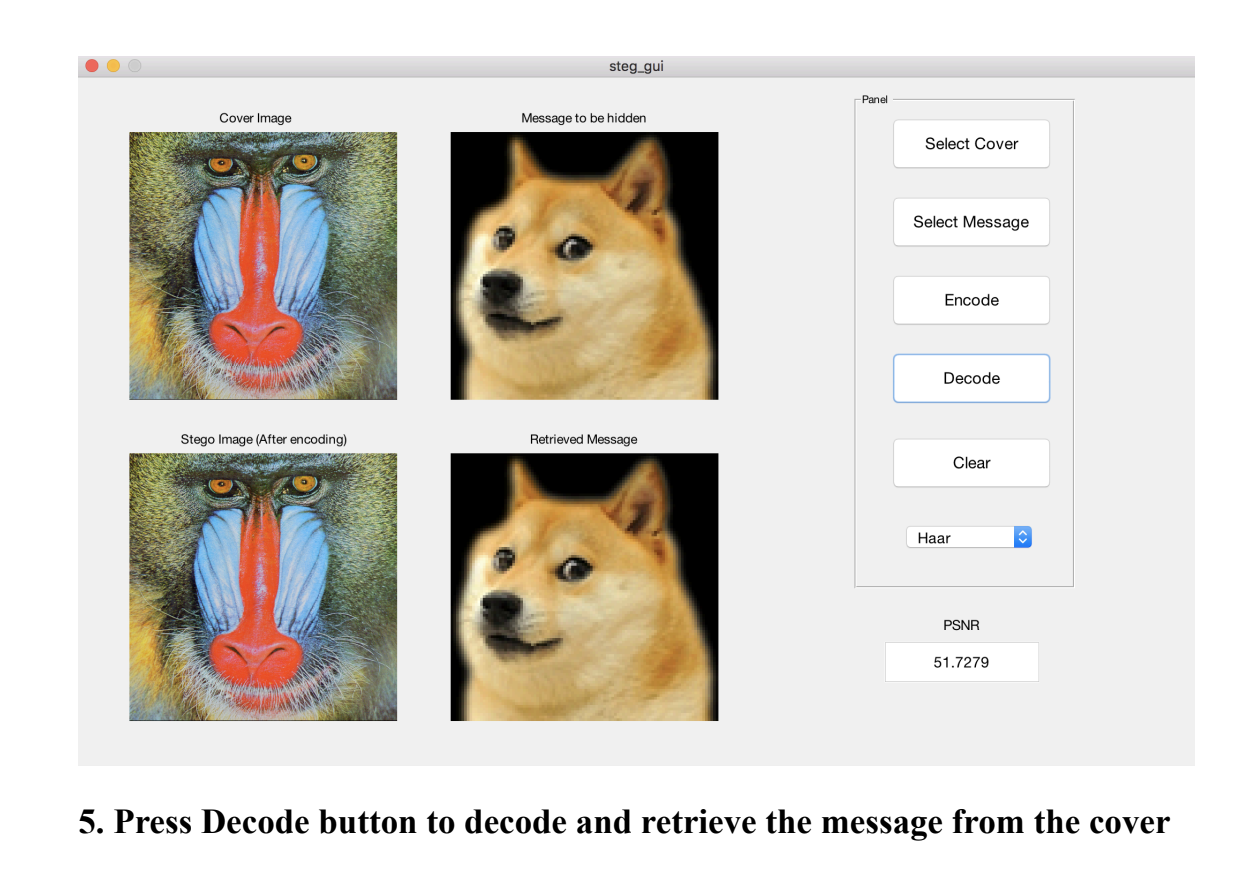 steg_gui
Cover Image
Message to be hidden
Panel
Select Cover
Select Message
Encode
Decode
Stego Image (After encoding)
Retrieved Message
Clear
Haar
PSNR
51.7279
5. Press Decode button to decode and retrieve the message from the cover